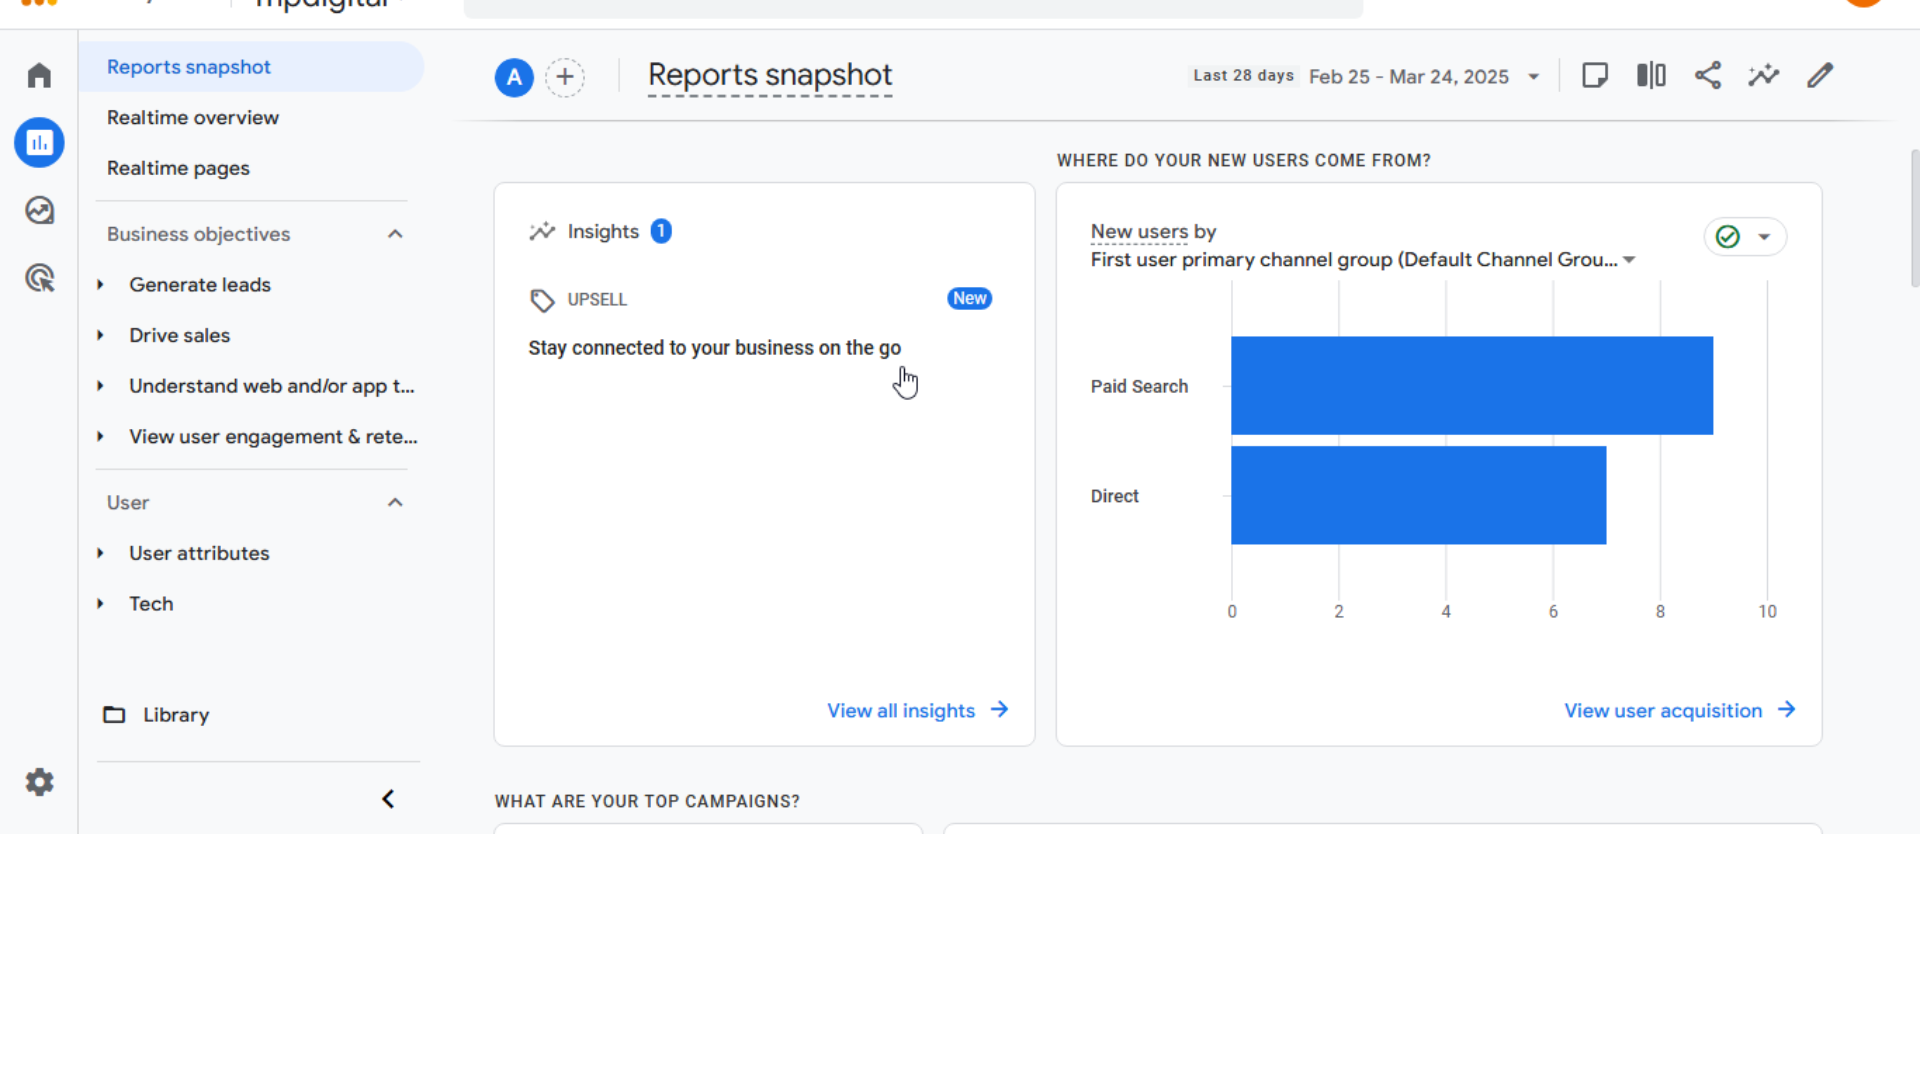 mpdigital
Reports snapshot
Realtime overview
Realtime pages
Business objectives
Generate leads
Drive sales
Understand web and/or app t...
View user engagement & rete...
User
User attributes
Tech
Library
A
Reports snapshot
Last 28 days Feb 25 - Mar 24, 2025
Insights 1
UPSELL New
Stay connected to your business on the go
View all insights
WHERE DO YOUR NEW USERS COME FROM?
New users by
First user primary channel group (Default Channel Grou...
Paid Search
Direct
0 2 4 6 8 10
View user acquisition
WHAT ARE YOUR TOP CAMPAIGNS?